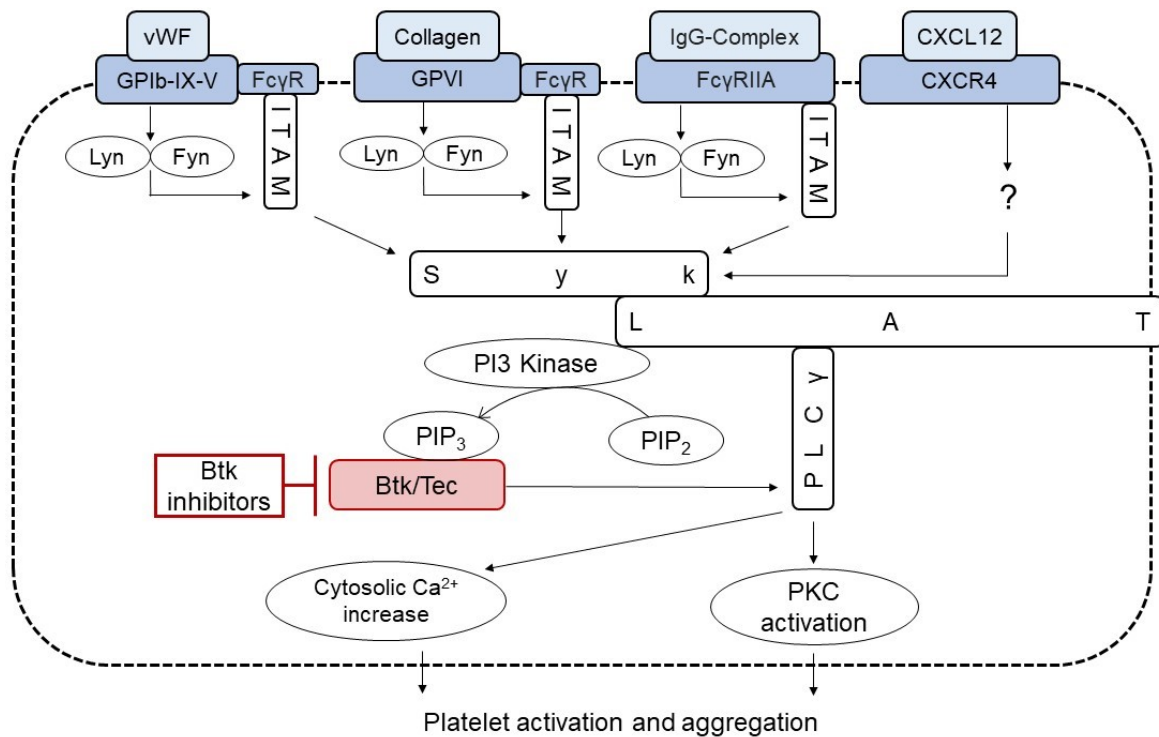 vWF
Collagen
IgG-Complex
CXCL12
GPIb-IX-V
FcγR
GPVI
FcγR
FcγRIIA
CXCR4
ITAM
ITAM
ITAM
Lyn
Fyn
Lyn
Fyn
Lyn
Fyn
?
S y k
L A T
PI3 Kinase
PLCγ
PIP₃
PIP₂
Btk
inhibitors
Btk/Tec
Cytosolic Ca²⁺
increase
PKC
activation
Platelet activation and aggregation